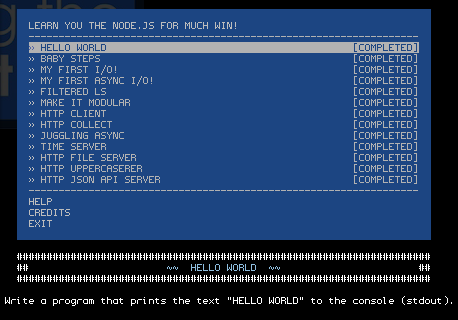 LEARN YOU THE NODE.JS FOR MUCH WIN!
» HELLO WORLD [COMPLETED]
» BABY STEPS [COMPLETED]
» MY FIRST I/O! [COMPLETED]
» MY FIRST ASYNC I/O! [COMPLETED]
» FILTERED LS [COMPLETED]
» MAKE IT MODULAR [COMPLETED]
» HTTP CLIENT [COMPLETED]
» HTTP COLLECT [COMPLETED]
» JUGGLING ASYNC [COMPLETED]
» TIME SERVER [COMPLETED]
» HTTP FILE SERVER [COMPLETED]
» HTTP UPPERCASERER [COMPLETED]
» HTTP JSON API SERVER [COMPLETED]
HELP
CREDITS
EXIT
## ~~ HELLO WORLD ~~ ##
Write a program that prints the text "HELLO WORLD" to the console (stdout).